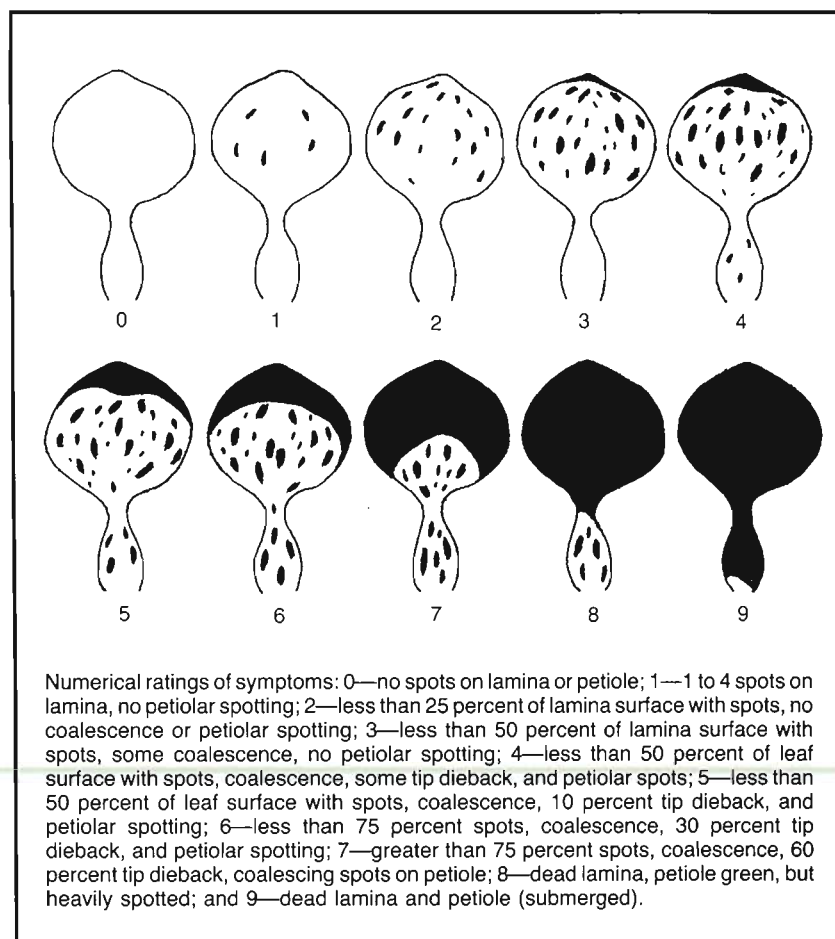 0 1 2 3 4
5 6 7 8 9
Numerical ratings of symptoms: 0—no spots on lamina or petiole; 1—1 to 4 spots on
lamina, no petiolar spotting; 2—less than 25 percent of lamina surface with spots, no
coalescence or petiolar spotting; 3—less than 50 percent of lamina surface with
spots, some coalescence, no petiolar spotting; 4—less than 50 percent of leaf
surface with spots, coalescence, some tip dieback, and petiolar spots; 5—less than
50 percent of leaf surface with spots, coalescence, 10 percent tip dieback, and
petiolar spotting; 6—less than 75 percent spots, coalescence, 30 percent tip
dieback, and petiolar spotting; 7—greater than 75 percent spots, coalescence, 60
percent tip dieback, coalescing spots on petiole; 8—dead lamina, petiole green, but
heavily spotted; and 9—dead lamina and petiole (submerged).